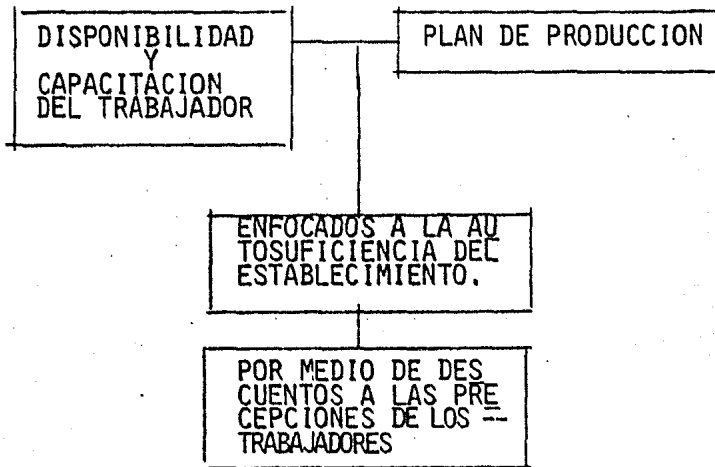 DISPONIBILIDAD
Y
CAPACITACION
DEL TRABAJADOR
PLAN DE PRODUCCION
ENFOCADOS A LA AU
TOSUFICIENCIA DEL
ESTABLECIMIENTO.
POR MEDIO DE DES
CUENTOS A LAS PRE
CEPCIONES DE LOS --
TRABAJADORES